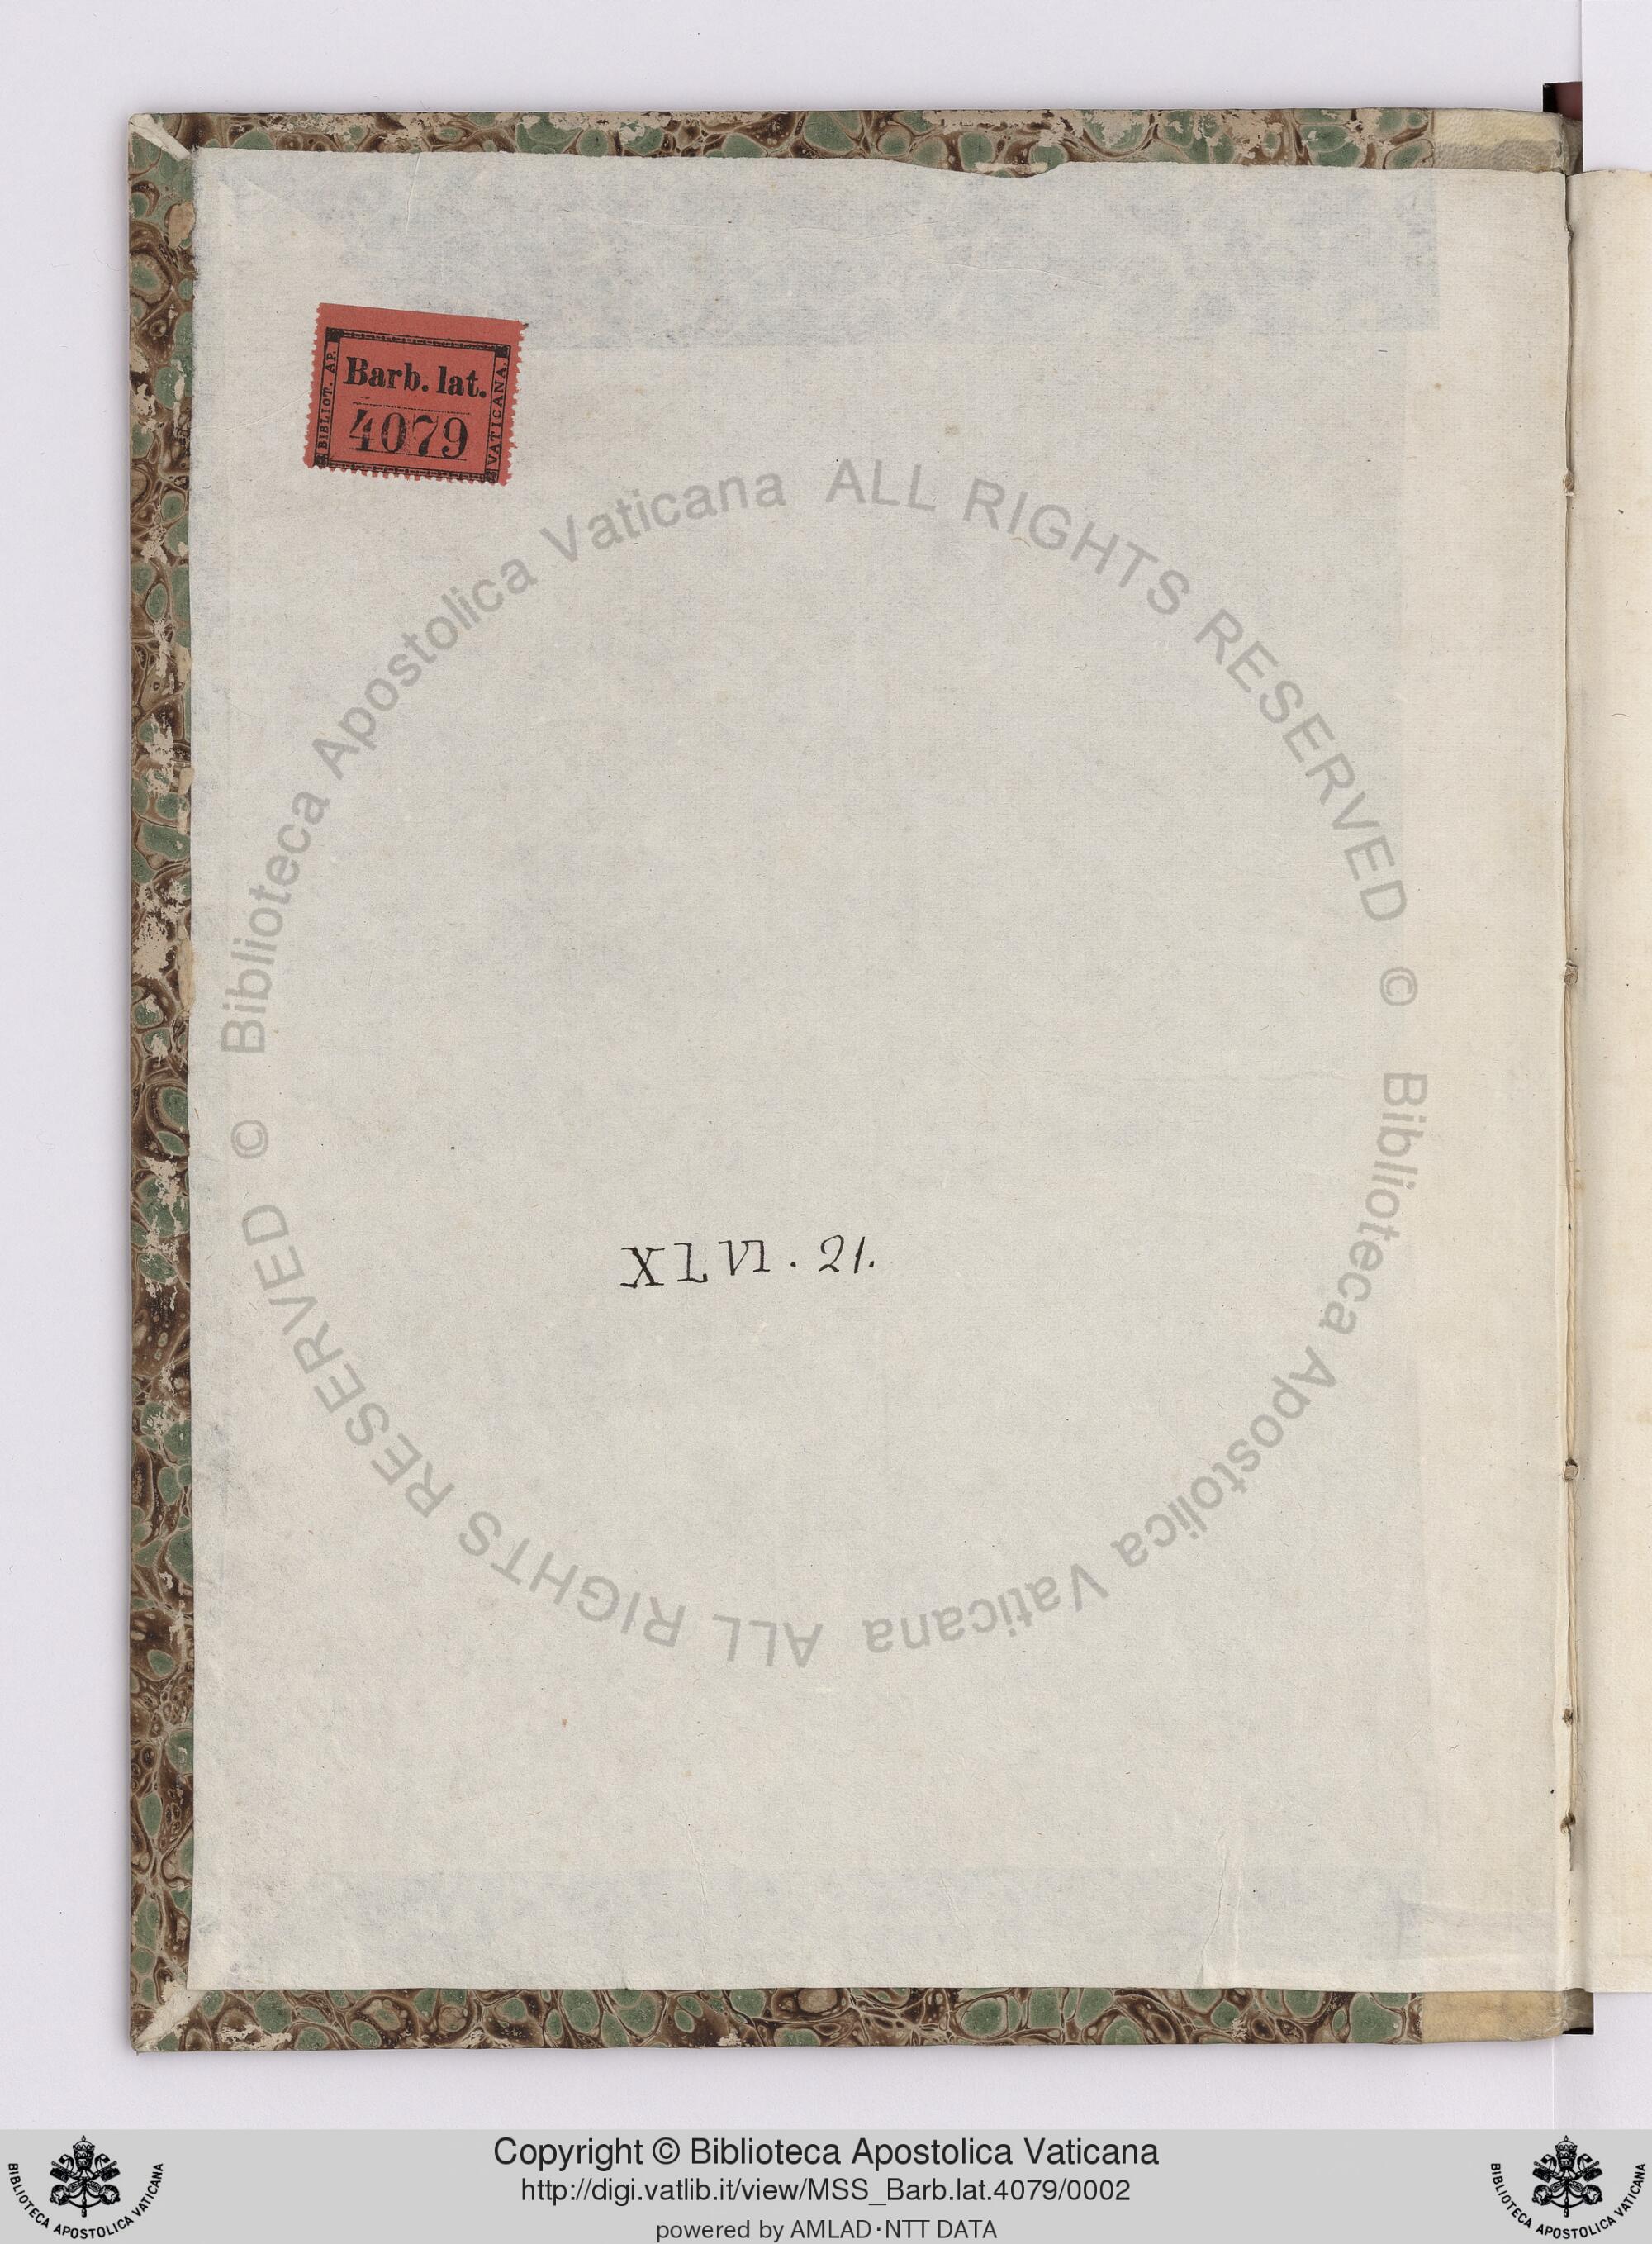 BIBLIOT. AP.
Barb. lat.
4079
VATICANA.
© Biblioteca Apostolica Vaticana ALL RIGHTS RESERVED
© Biblioteca Apostolica Vaticana ALL RIGHTS RESERVED
XLVI. 21.
Copyright © Biblioteca Apostolica Vaticana
http://digi.vatlib.it/view/MSS_Barb.lat.4079/0002
powered by AMLAD·NTT DATA
BIBLIOTECA APOSTOLICA VATICANA
BIBLIOTECA APOSTOLICA VATICANA